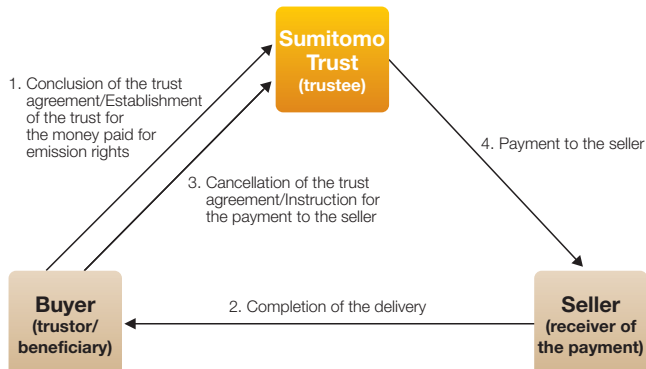 Sumitomo
Trust
(trustee)
1. Conclusion of the trust
agreement/Establishment
of the trust for
the money paid for
emission rights
4. Payment to the seller
3. Cancellation of the trust
agreement/Instruction for
the payment to the seller
2. Completion of the delivery
Buyer
(trustor/
beneficiary)
Seller
(receiver of
the payment)